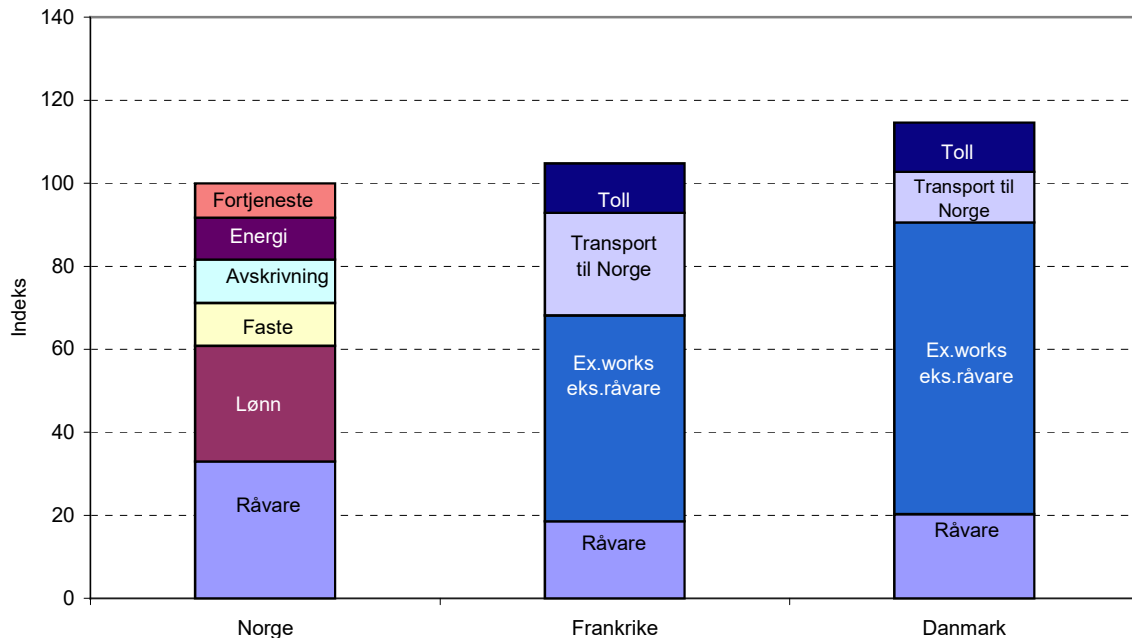 140
120
100
80
60
40
20
0
Indeks
Fortjeneste
Energi
Avskrivning
Faste
Lønn
Råvare
Toll
Transport
til Norge
Ex.works
eks.råvare
Råvare
Toll
Transport til
Norge
Ex.works
eks.råvare
Råvare
Norge
Frankrike
Danmark